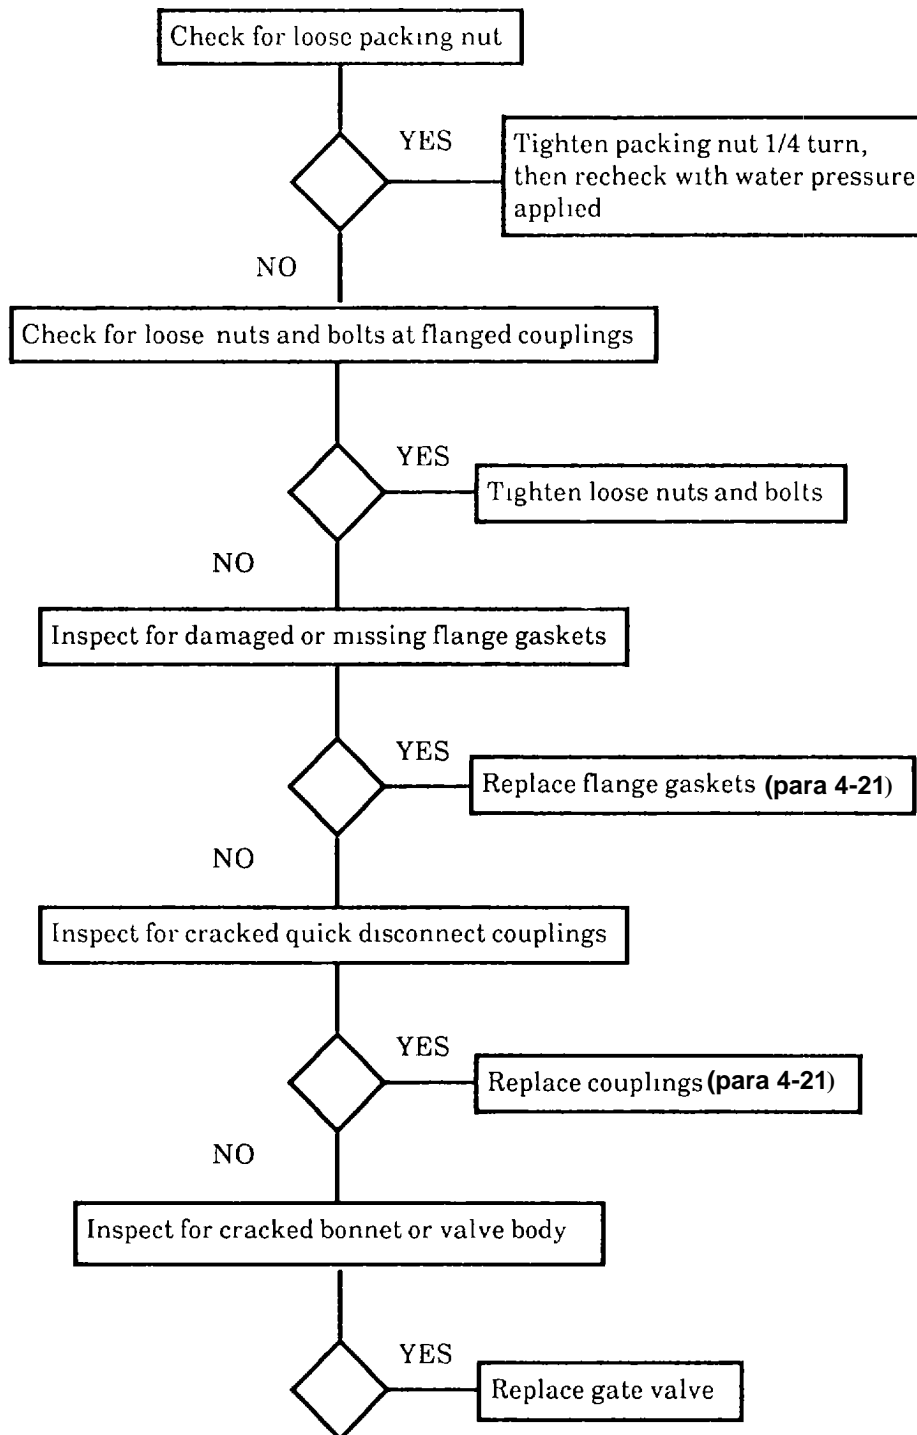 Check for loose packing nut
YES
Tighten packing nut 1/4 turn,
then recheck with water pressure
applied
NO
Check for loose nuts and bolts at flanged couplings
YES
Tighten loose nuts and bolts
NO
Inspect for damaged or missing flange gaskets
YES
Replace flange gaskets (para 4-21)
NO
Inspect for cracked quick disconnect couplings
YES
Replace couplings (para 4-21)
NO
Inspect for cracked bonnet or valve body
YES
Replace gate valve